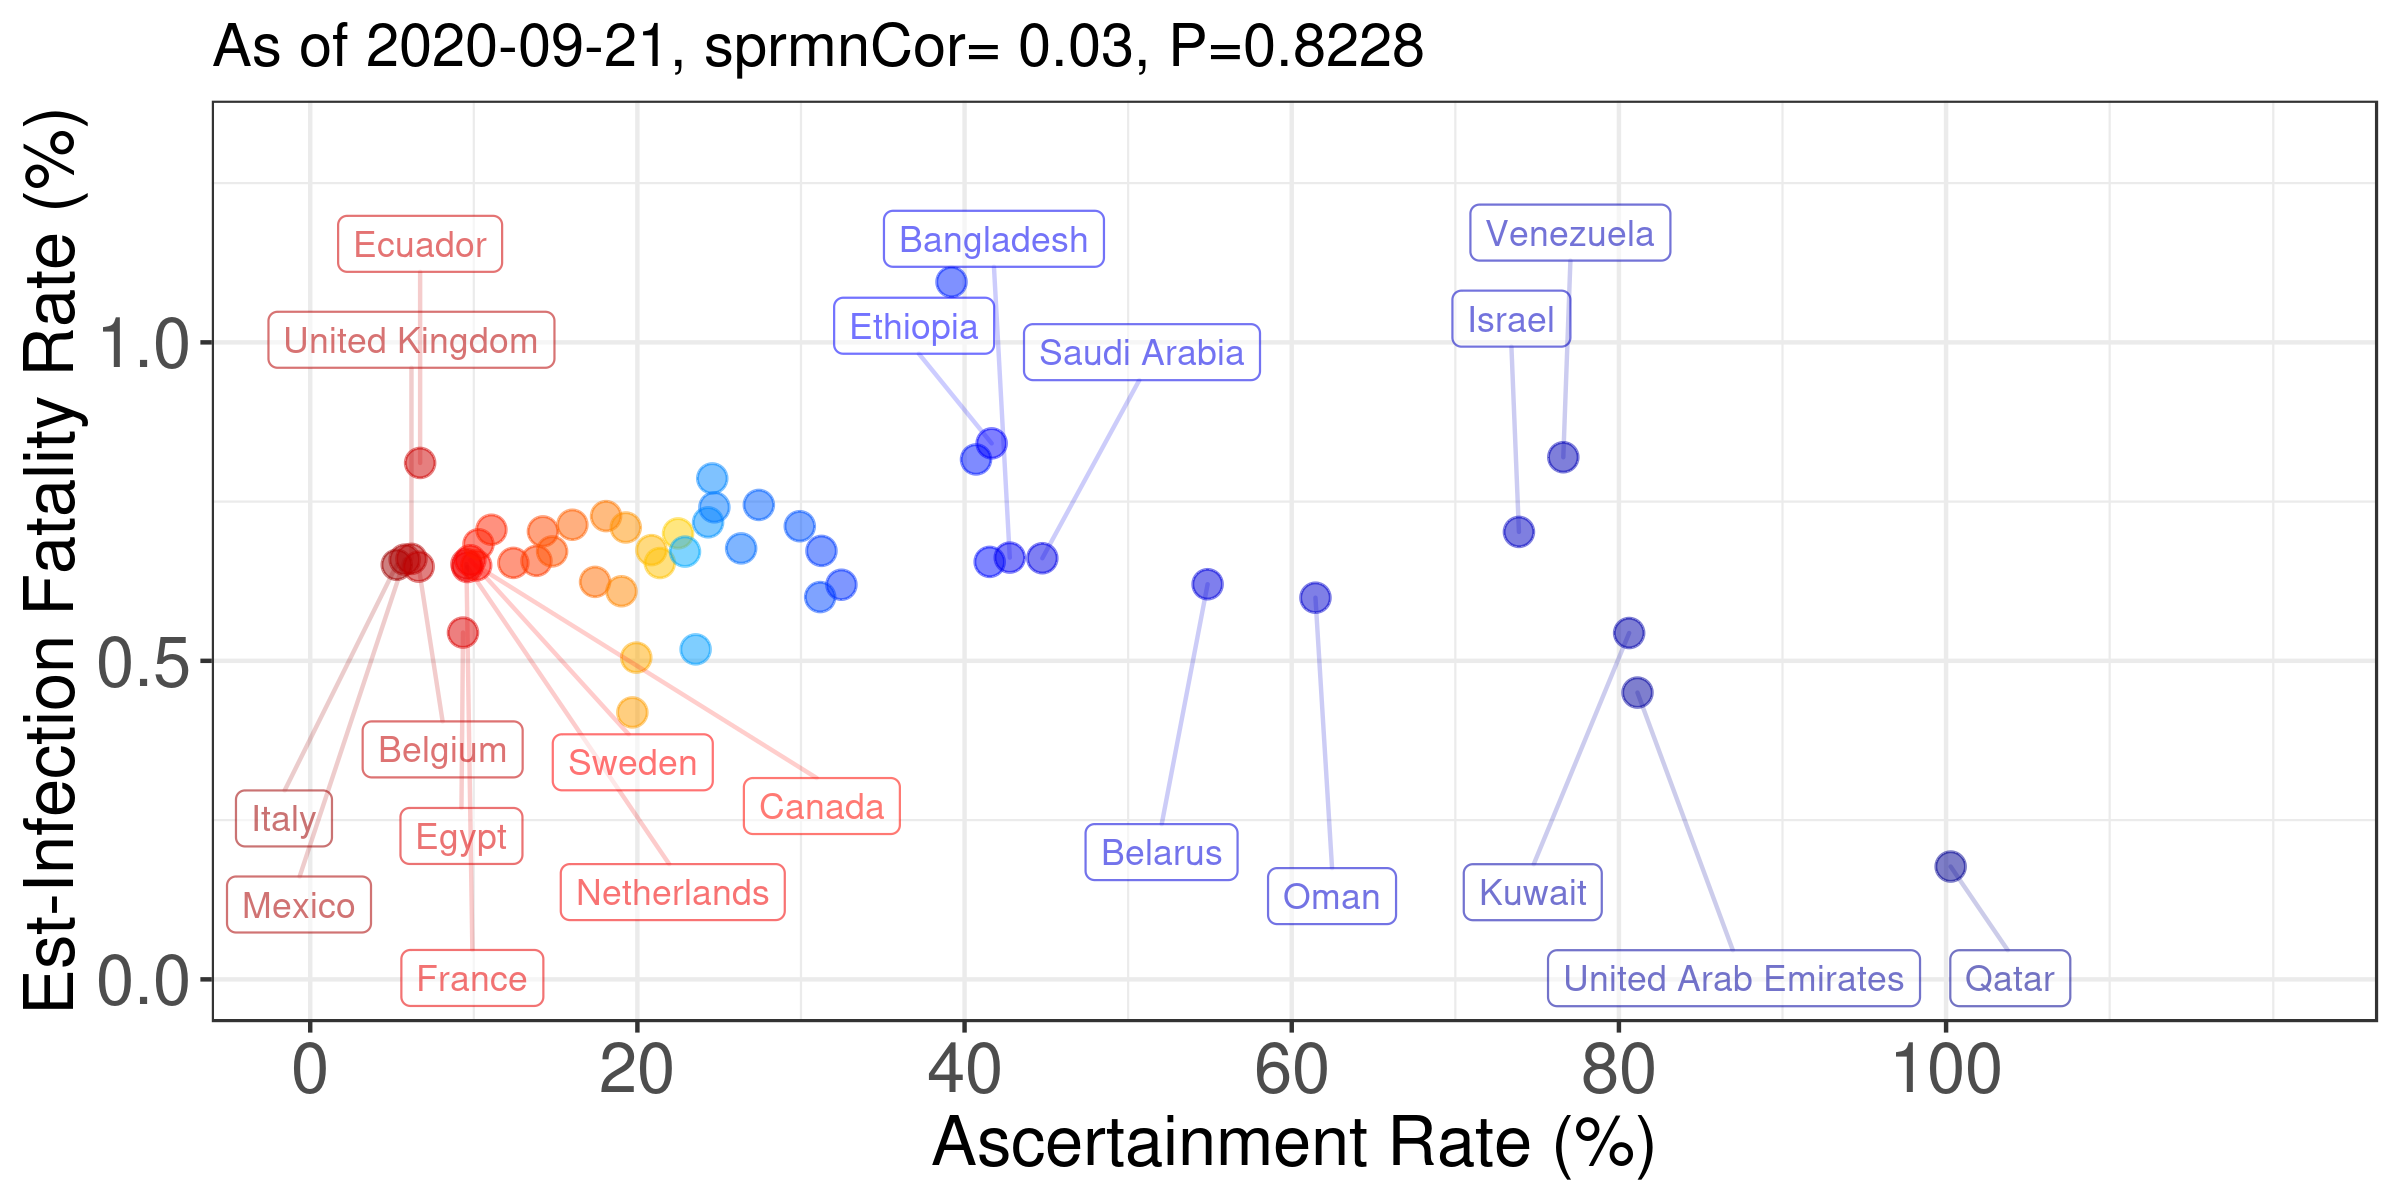 As of 2020-09-21, sprmnCor= 0.03, P=0.8228
Est-Infection Fatality Rate (%)
1.0
0.5
0.0
Ecuador
United Kingdom
Bangladesh
Ethiopia
Saudi Arabia
Venezuela
Israel
Belgium
Sweden
Italy
Egypt
Canada
Mexico
Netherlands
France
Belarus
Oman
Kuwait
United Arab Emirates
Qatar
0
20
40
60
80
100
Ascertainment Rate (%)